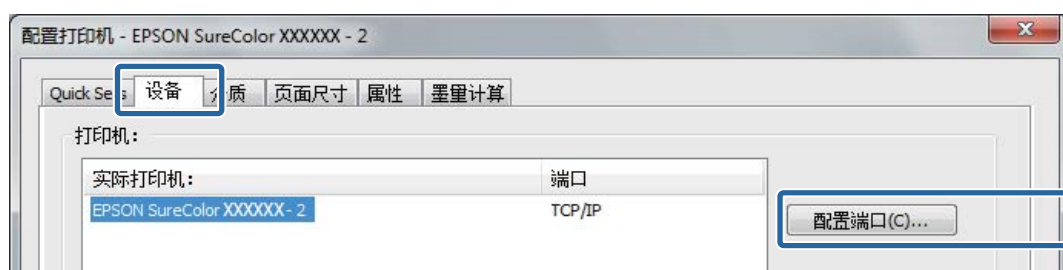 配置打印机 - EPSON SureColor XXXXXX - 2
Quick Sets 设备 介质 页面尺寸 属性 墨量计算
打印机:
实际打印机: 端口
EPSON SureColor XXXXXX - 2 TCP/IP
配置端口(C)...